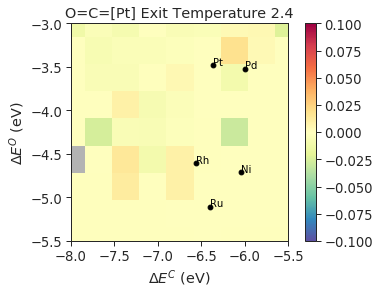 O=C=[Pt] Exit Temperature 2.4
−3.0
−3.5
−4.0
−4.5
−5.0
−5.5
ΔE^O (eV)
Pt
Pd
Rh
Ni
Ru
−8.0 −7.5 −7.0 −6.5 −6.0 −5.5
ΔE^C (eV)
0.100
0.075
0.050
0.025
0.000
−0.025
−0.050
−0.075
−0.100